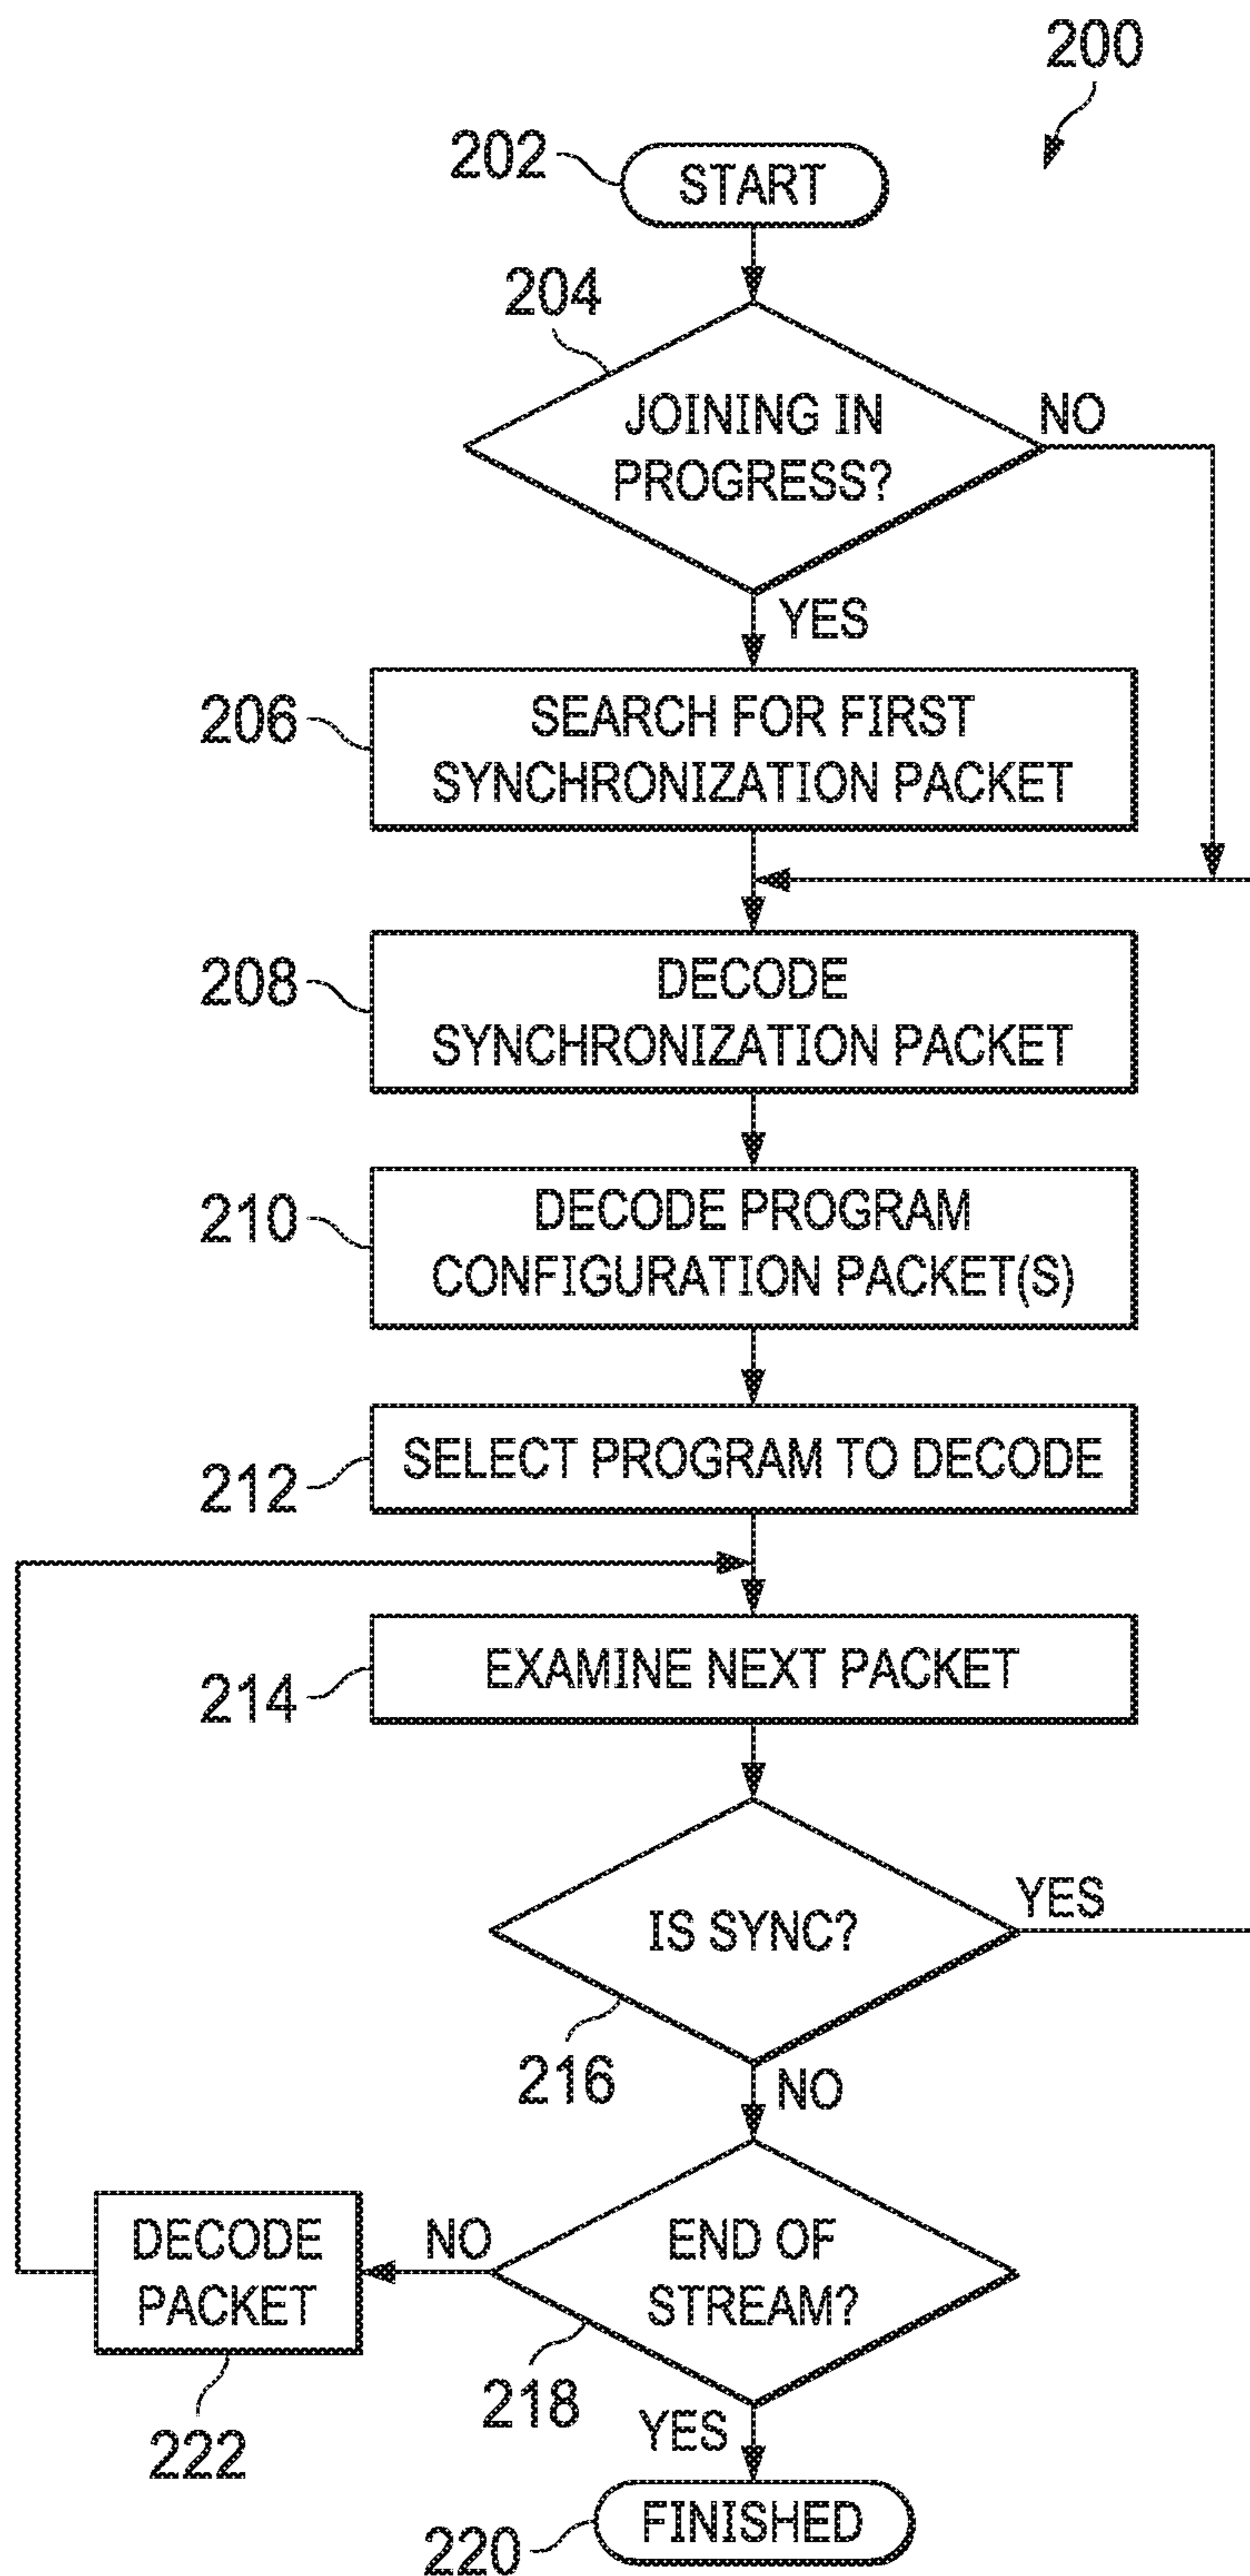 200
202
START
204
JOINING IN
PROGRESS?
NO
YES
206
SEARCH FOR FIRST
SYNCHRONIZATION PACKET
208
DECODE
SYNCHRONIZATION PACKET
210
DECODE PROGRAM
CONFIGURATION PACKET(S)
212
SELECT PROGRAM TO DECODE
214
EXAMINE NEXT PACKET
IS SYNC?
YES
216
NO
DECODE
PACKET
NO
END OF
STREAM?
222
218
YES
220
FINISHED